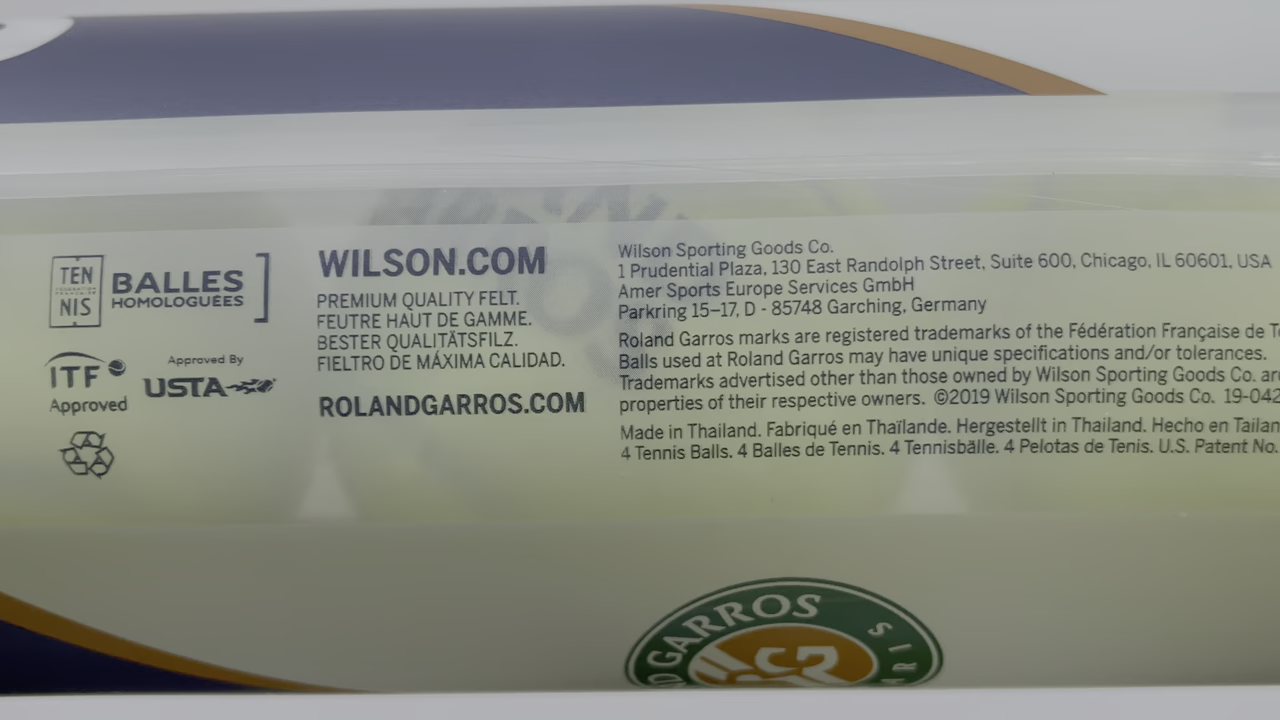 TEN
NIS
BALLES
HOMOLOGUÉES
ITF
Approved
Approved By
USTA
WILSON.COM
PREMIUM QUALITY FELT.
FEUTRE HAUT DE GAMME.
BESTER QUALITÄTSFILZ.
FIELTRO DE MÁXIMA CALIDAD.
ROLANDGARROS.COM
Wilson Sporting Goods Co.
1 Prudential Plaza, 130 East Randolph Street, Suite 600, Chicago, IL 60601, USA
Amer Sports Europe Services GmbH
Parkring 15–17, D - 85748 Garching, Germany
Roland Garros marks are registered trademarks of the Fédération Française de
Balls used at Roland Garros may have unique specifications and/or tolerances.
Trademarks advertised other than those owned by Wilson Sporting Goods Co. are
properties of their respective owners. ©2019 Wilson Sporting Goods Co. 19-042
Made in Thailand. Fabriqué en Thaïlande. Hergestellt in Thailand. Hecho en Tailan
4 Tennis Balls. 4 Balles de Tennis. 4 Tennisbälle. 4 Pelotas de Tenis. U.S. Patent No.
GARROS